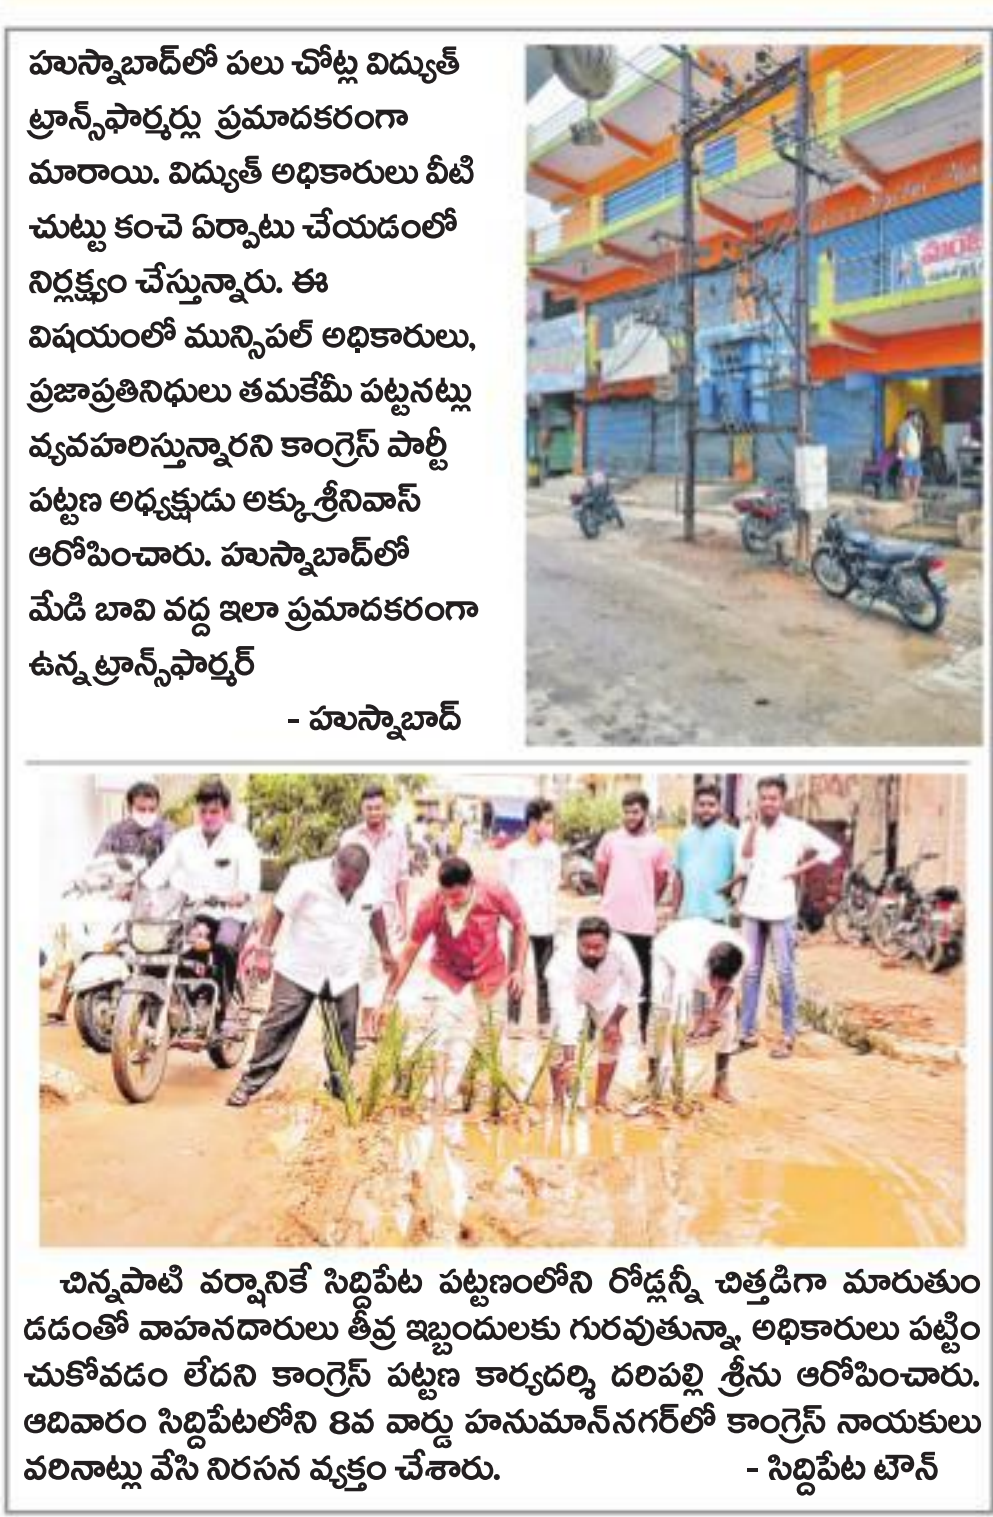 హుస్నాబాద్‌లో పలు చోట్ల విద్యుత్
ట్రాన్స్‌ఫార్మర్లు ప్రమాదకరంగా
మారాయి. విద్యుత్ అధికారులు వీటి
చుట్టు కంచె ఏర్పాటు చేయడంలో
నిర్లక్ష్యం చేస్తున్నారు. ఈ
విషయంలో మున్సిపల్ అధికారులు,
ప్రజాప్రతినిధులు తమకేమీ పట్టనట్లు
వ్యవహరిస్తున్నారని కాంగ్రెస్ పార్టీ
పట్టణ అధ్యక్షుడు అక్కు శ్రీనివాస్
ఆరోపించారు. హుస్నాబాద్‌లో
మేడి బావి వద్ద ఇలా ప్రమాదకరంగా
ఉన్న ట్రాన్స్‌ఫార్మర్
- హుస్నాబాద్
చిన్నపాటి వర్షానికే సిద్దిపేట పట్టణంలోని రోడ్లన్నీ చిత్తడిగా మారుతుం
డడంతో వాహనదారులు తీవ్ర ఇబ్బందులకు గురవుతున్నా, అధికారులు పట్టిం
చుకోవడం లేదని కాంగ్రెస్ పట్టణ కార్యదర్శి దరిపల్లి శ్రీను ఆరోపించారు.
ఆదివారం సిద్దిపేటలోని 8వ వార్డు హనుమాన్‌నగర్‌లో కాంగ్రెస్ నాయకులు
వరినాట్లు వేసి నిరసన వ్యక్తం చేశారు. - సిద్దిపేట టౌన్